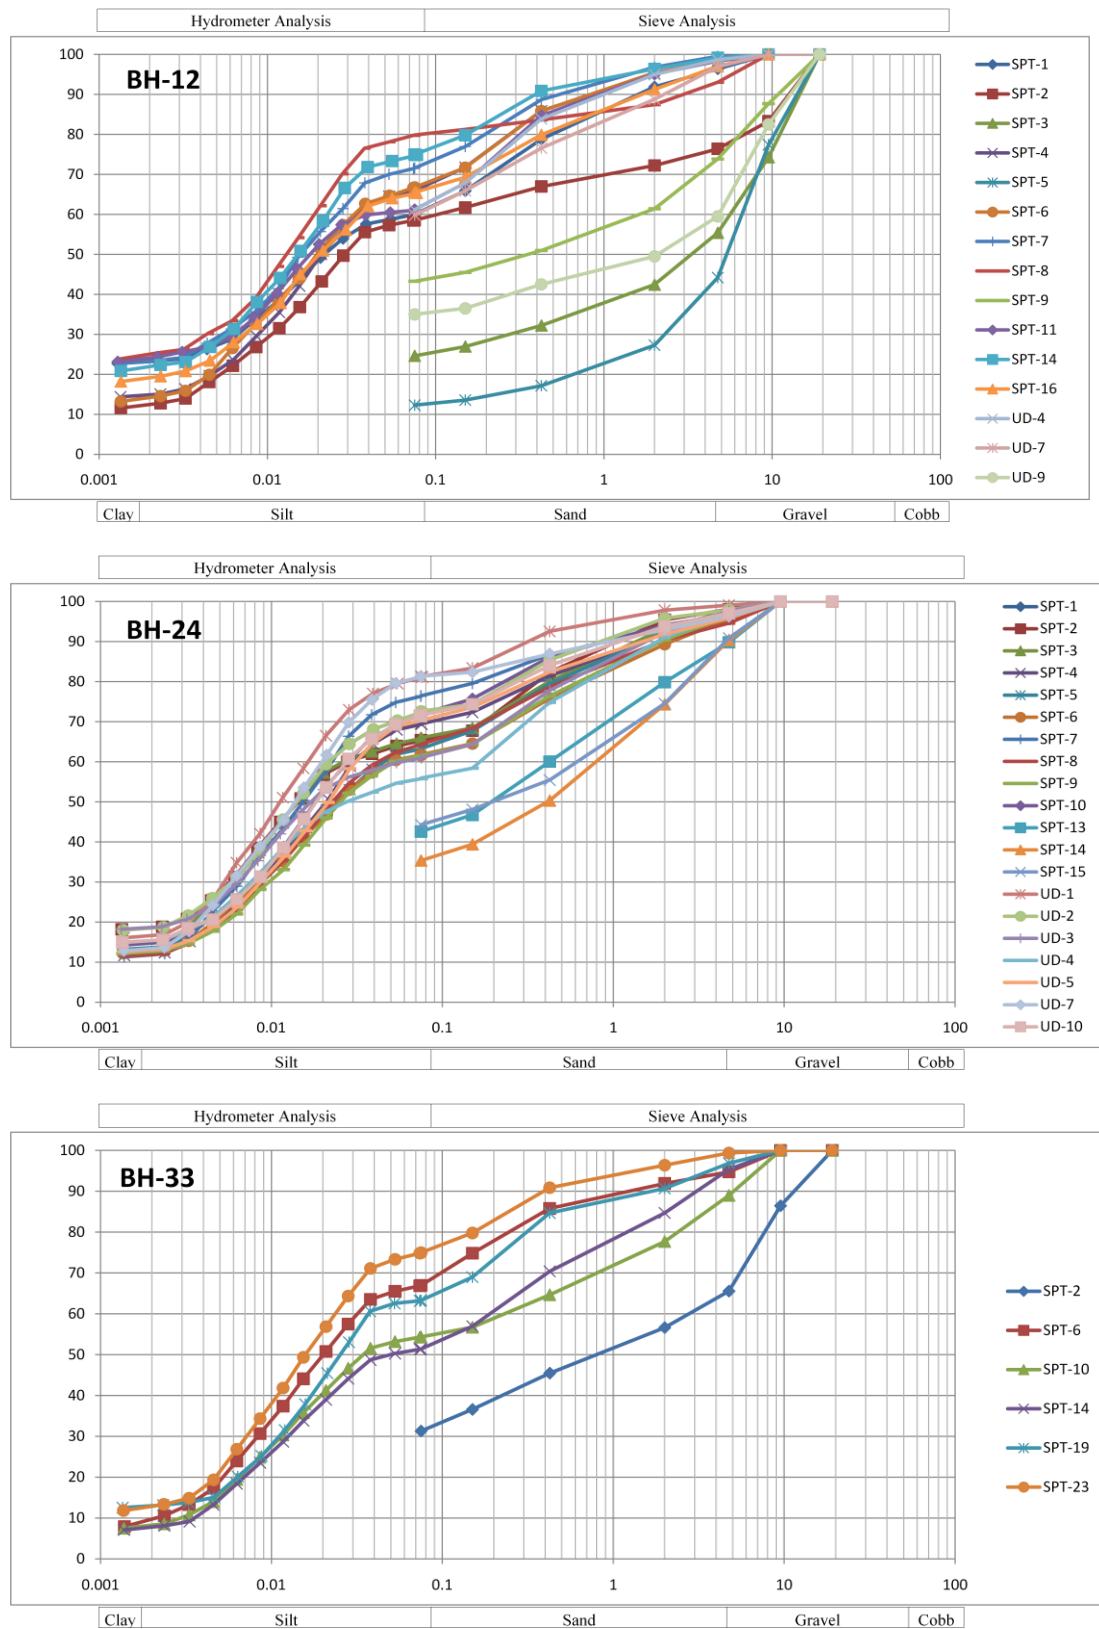 Hydrometer Analysis Sieve Analysis
BH-12
100
90
80
70
60
50
40
30
20
10
0
0.001 0.01 0.1 1 10 100
SPT-1
SPT-2
SPT-3
SPT-4
SPT-5
SPT-6
SPT-7
SPT-8
SPT-9
SPT-11
SPT-14
SPT-16
UD-4
UD-7
UD-9
Clay Silt Sand Gravel Cobb
Hydrometer Analysis Sieve Analysis
BH-24
100
90
80
70
60
50
40
30
20
10
0
0.001 0.01 0.1 1 10 100
SPT-1
SPT-2
SPT-3
SPT-4
SPT-5
SPT-6
SPT-7
SPT-8
SPT-9
SPT-10
SPT-13
SPT-14
SPT-15
UD-1
UD-2
UD-3
UD-4
UD-5
UD-7
UD-10
Clay Silt Sand Gravel Cobb
Hydrometer Analysis Sieve Analysis
BH-33
100
90
80
70
60
50
40
30
20
10
0
0.001 0.01 0.1 1 10 100
SPT-2
SPT-6
SPT-10
SPT-14
SPT-19
SPT-23
Clay Silt Sand Gravel Cobb